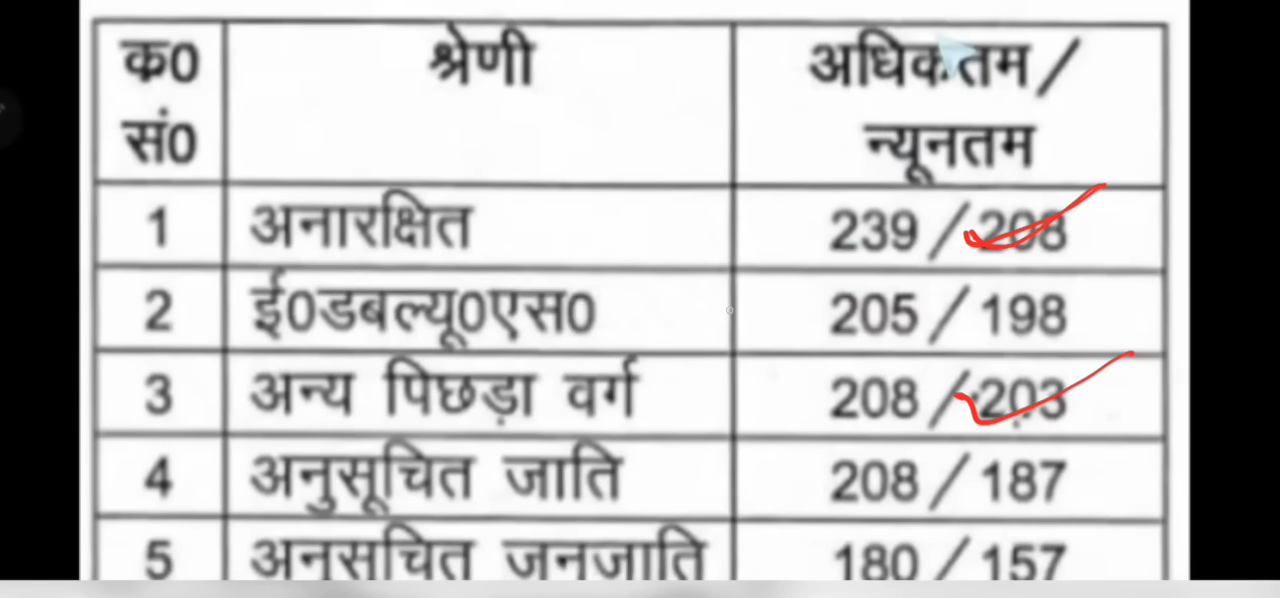 क0 सं0 श्रेणी अधिकतम/ न्यूनतम
1 अनारक्षित 239/208
2 ई0डबल्यू0एस0 205/198
3 अन्य पिछड़ा वर्ग 208/203
4 अनुसूचित जाति 208/187
5 अनुसूचित जनजाति 180/157